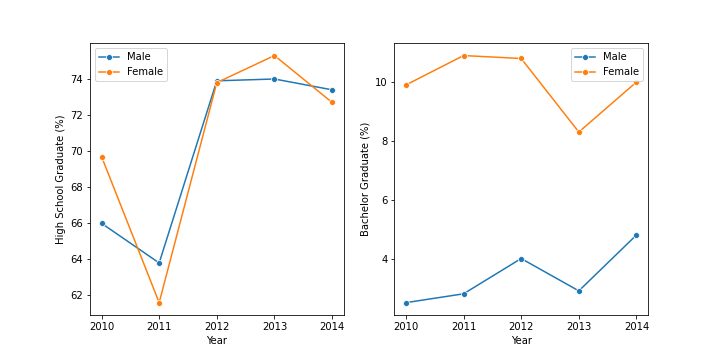 High School Graduate (%)
74
72
70
68
66
64
62
2010 2011 2012 2013 2014
Year
Male
Female
Bachelor Graduate (%)
10
8
6
4
2010 2011 2012 2013 2014
Year
Male
Female